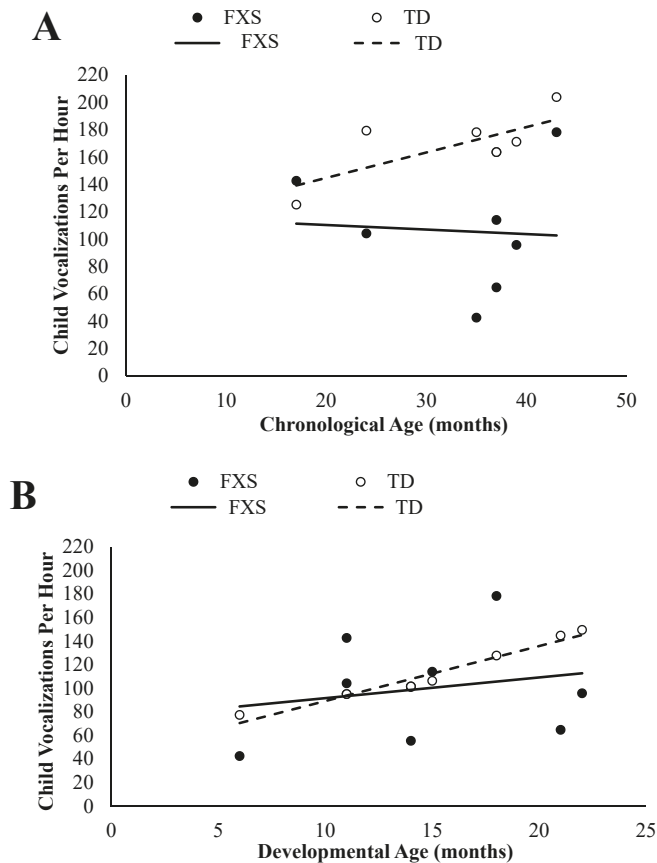 A
FXS TD
FXS TD
Child Vocalizations Per Hour
220
200
180
160
140
120
100
80
60
40
20
0
0 10 20 30 40 50
Chronological Age (months)
B
FXS TD
FXS TD
Child Vocalizations Per Hour
220
200
180
160
140
120
100
80
60
40
20
0
0 5 10 15 20 25
Developmental Age (months)